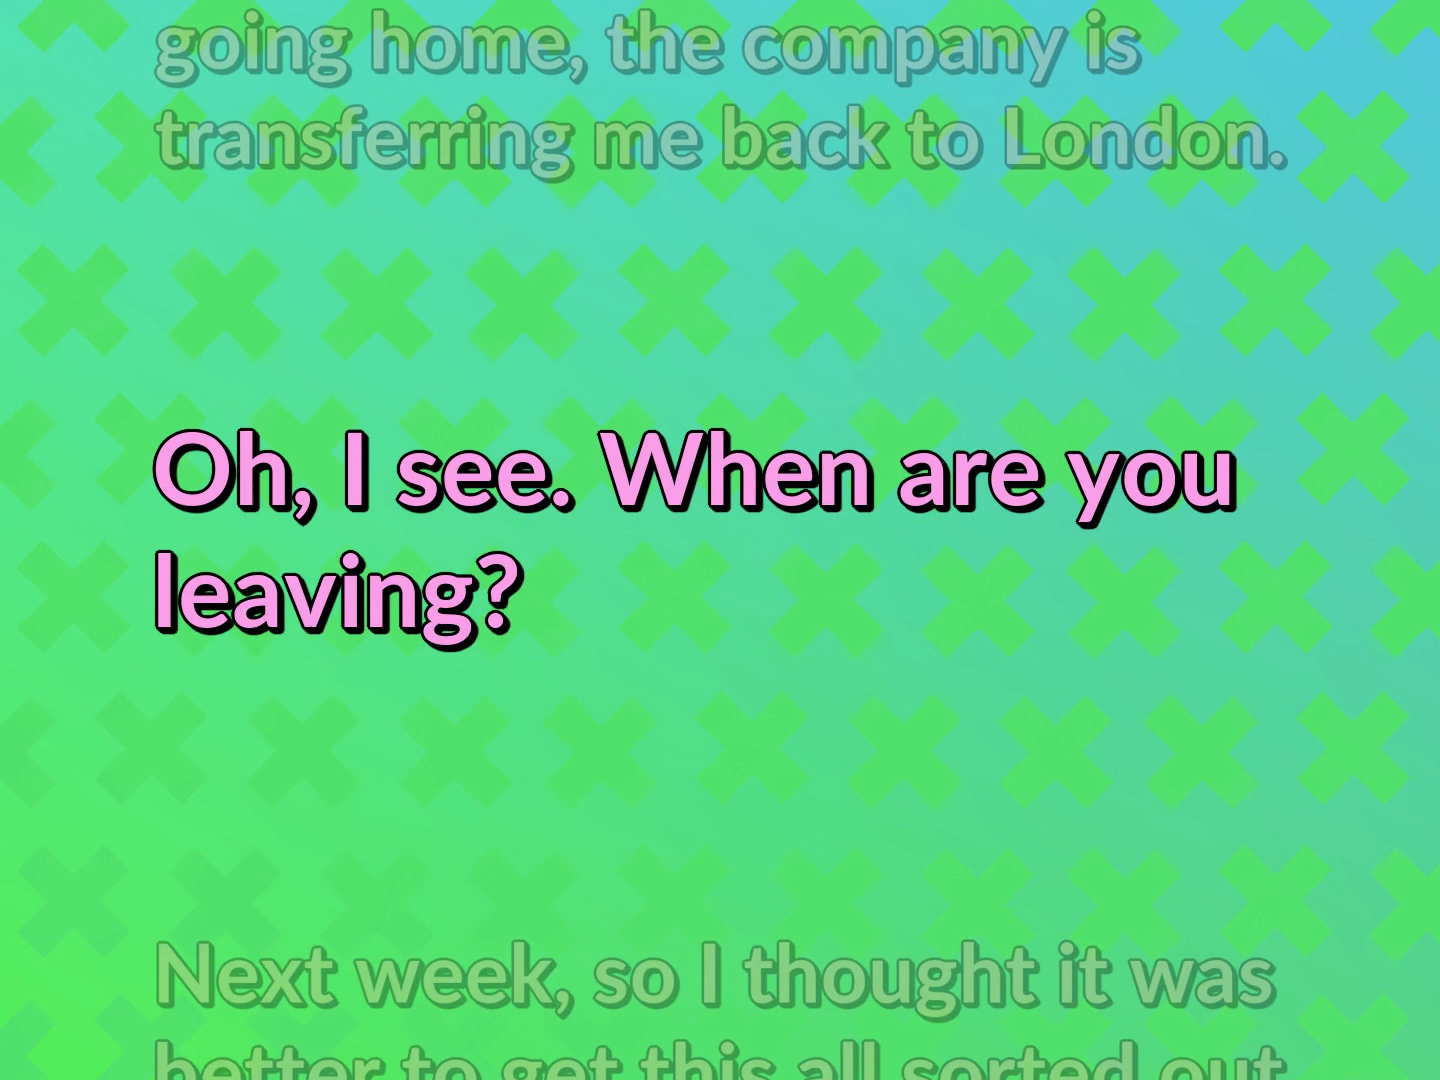 going home, the company is
transferring me back to London.
Oh, I see. When are you
leaving?
Next week, so I thought it was
better to get this all sorted out